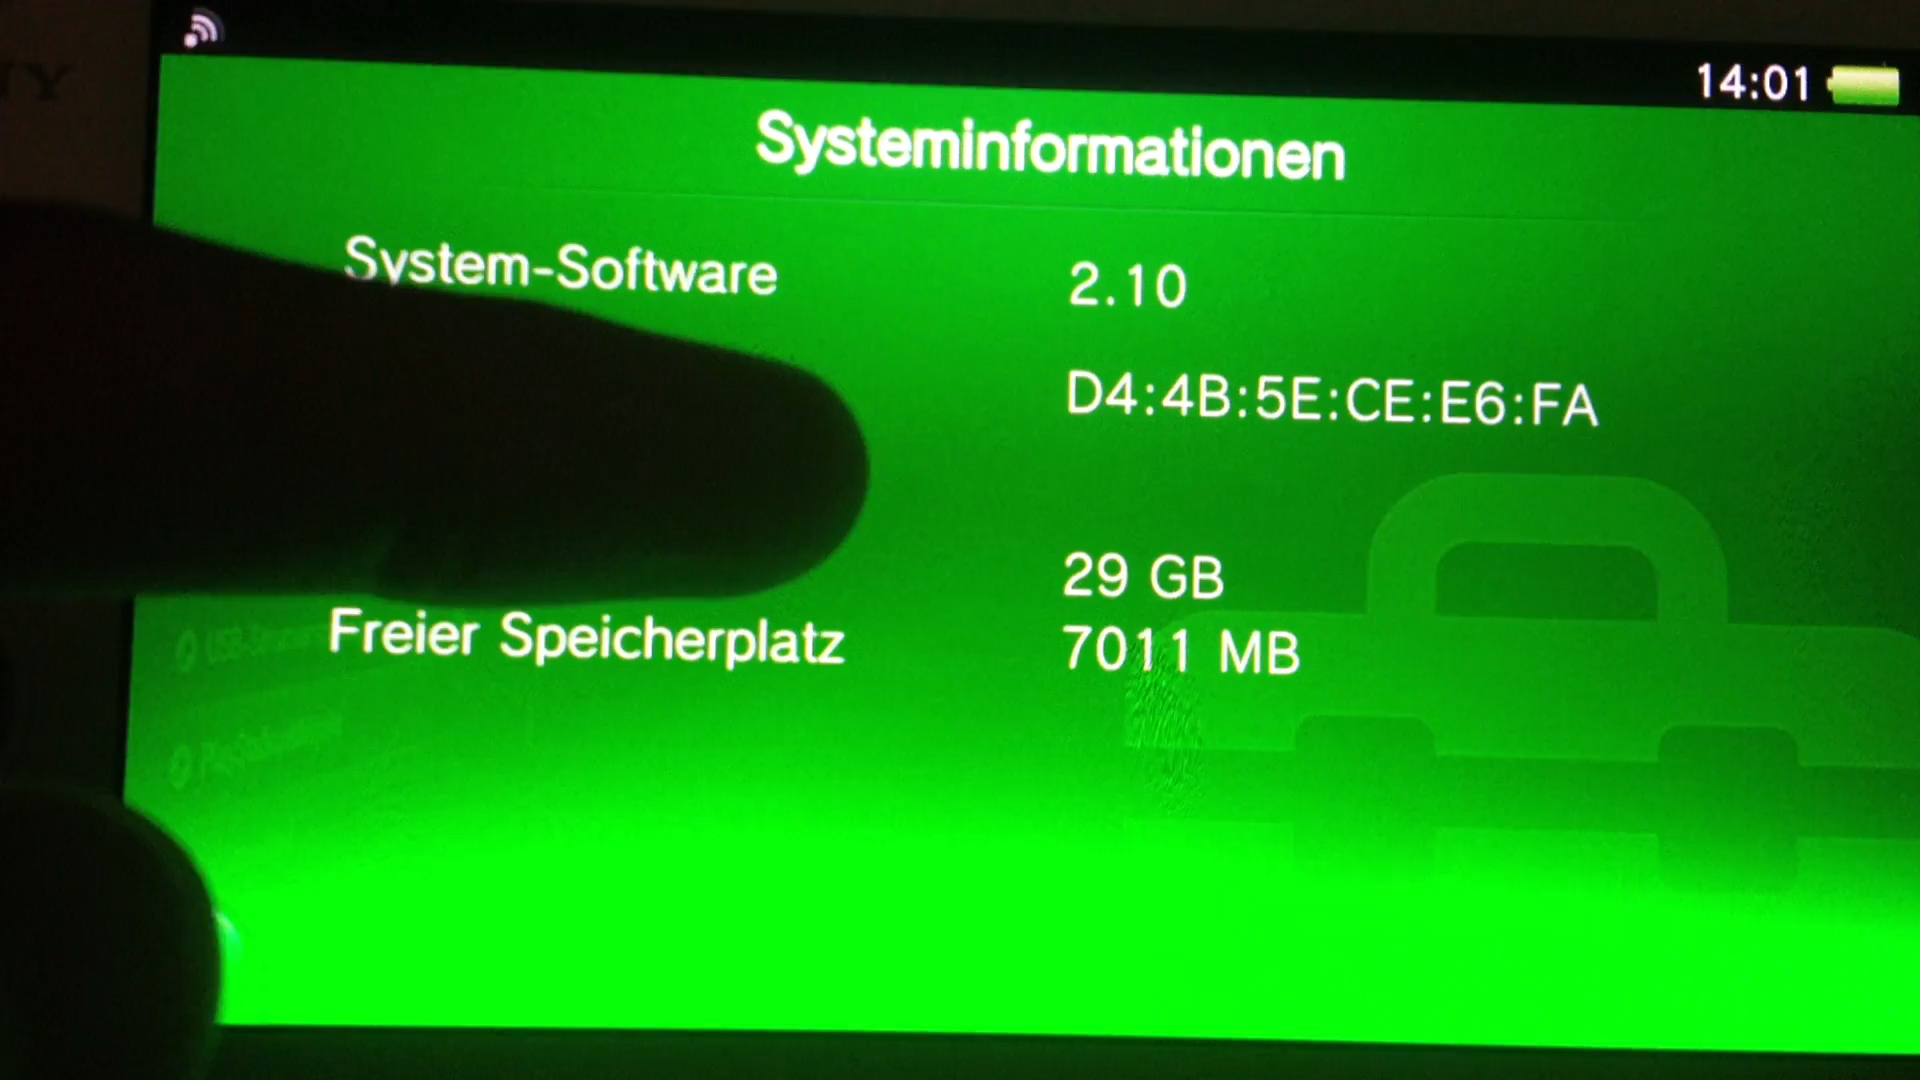 14:01
Systeminformationen
System-Software 2.10
D4:4B:5E:CE:E6:FA
29 GB
Freier Speicherplatz 7011 MB